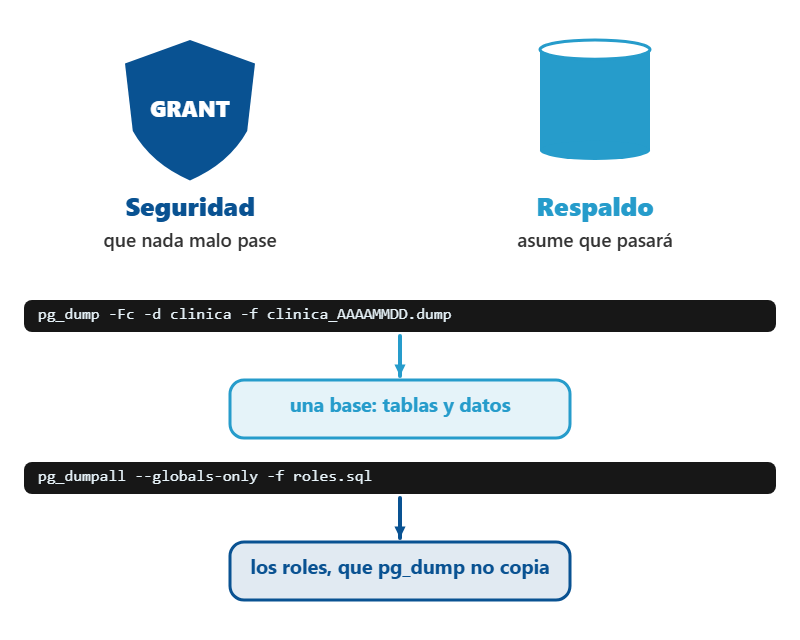 GRANT
Seguridad
que nada malo pase
Respaldo
asume que pasará
pg_dump -Fc -d clinica -f clinica_AAAAMMDD.dump
una base: tablas y datos
pg_dumpall --globals-only -f roles.sql
los roles, que pg_dump no copia